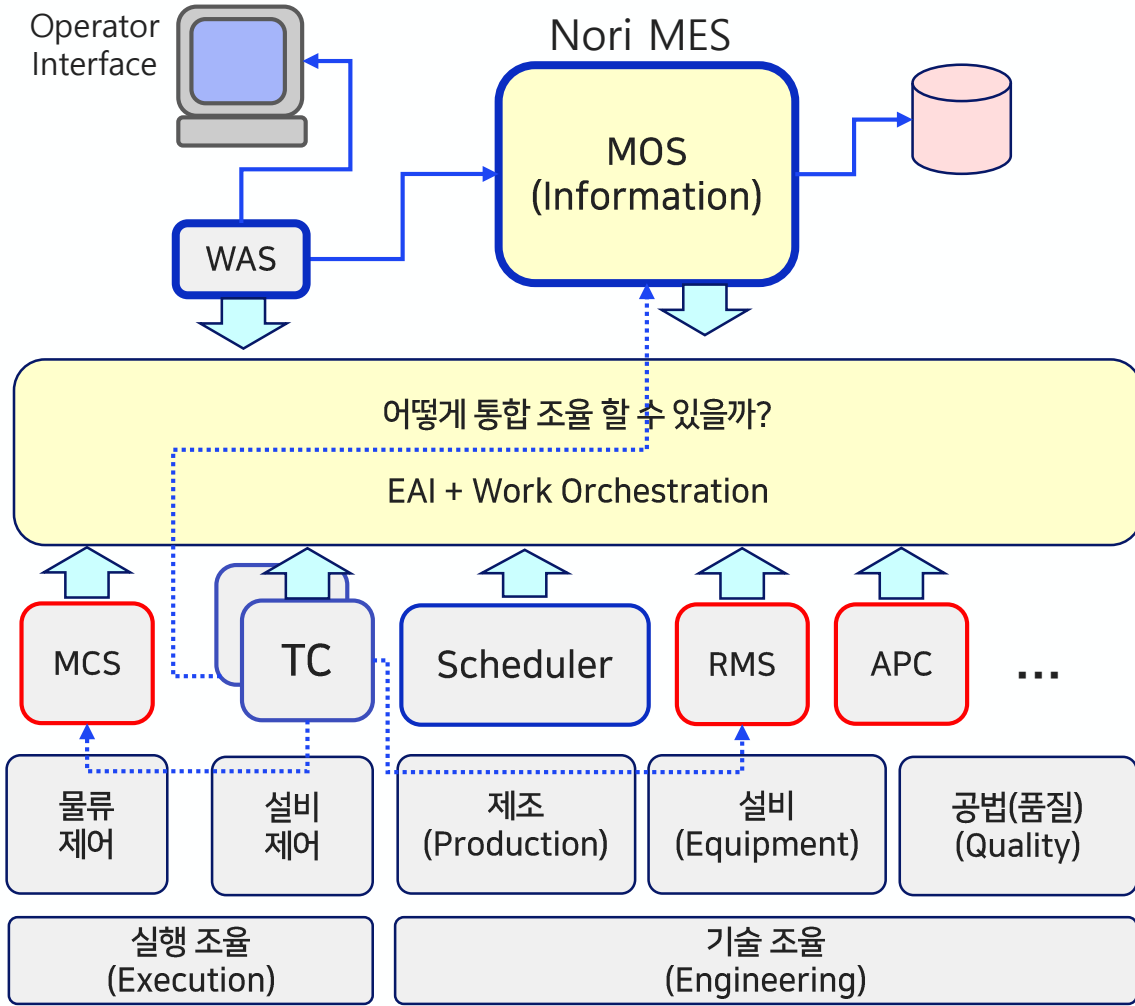 Operator
Interface
Nori MES
MOS
(Information)
WAS
어떻게 통합 조율 할 수 있을까?
EAI + Work Orchestration
MCS
TC
Scheduler
RMS
APC
...
물류
제어
설비
제어
제조
(Production)
설비
(Equipment)
공법(품질)
(Quality)
실행 조율
(Execution)
기술 조율
(Engineering)